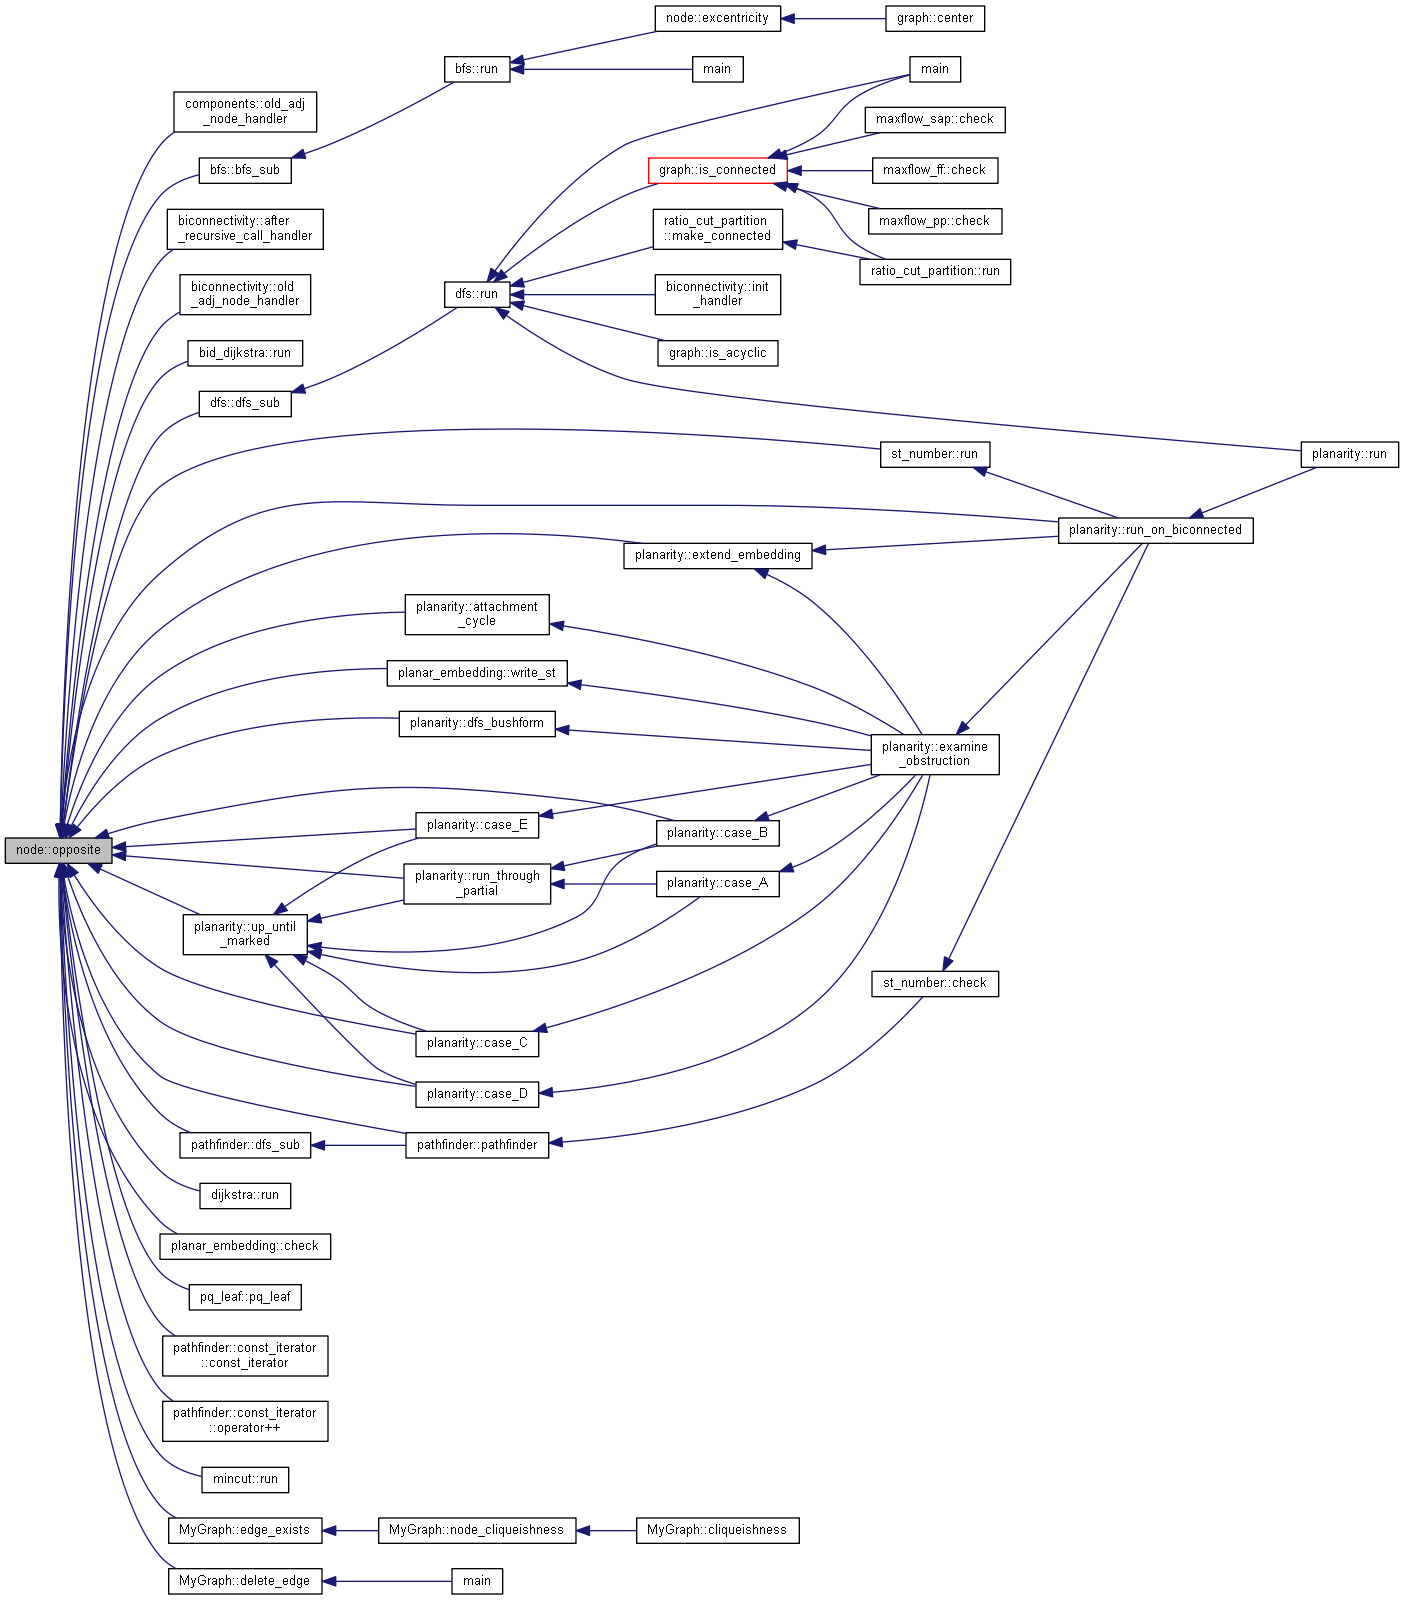 node::excentricity
graph::center
bfs::run
main
main
components::old_adj
_node_handler
maxflow_sap::check
bfs::bfs_sub
graph::is_connected
maxflow_ff::check
biconnectivity::after
_recursive_call_handler
ratio_cut_partition
::make_connected
maxflow_pp::check
ratio_cut_partition::run
biconnectivity::old
_adj_node_handler
dfs::run
biconnectivity::init
_handler
bid_dijkstra::run
graph::is_acyclic
dfs::dfs_sub
st_number::run
planarity::run
planarity::run_on_biconnected
planarity::extend_embedding
planarity::attachment
_cycle
planar_embedding::write_st
planarity::dfs_bushform
planarity::examine
_obstruction
planarity::case_E
planarity::case_B
node::opposite
planarity::run_through
_partial
planarity::case_A
planarity::up_until
_marked
st_number::check
planarity::case_C
planarity::case_D
pathfinder::dfs_sub
pathfinder::pathfinder
dijkstra::run
planar_embedding::check
pq_leaf::pq_leaf
pathfinder::const_iterator
::const_iterator
pathfinder::const_iterator
::operator++
mincut::run
MyGraph::edge_exists
MyGraph::node_cliqueishness
MyGraph::cliqueishness
MyGraph::delete_edge
main